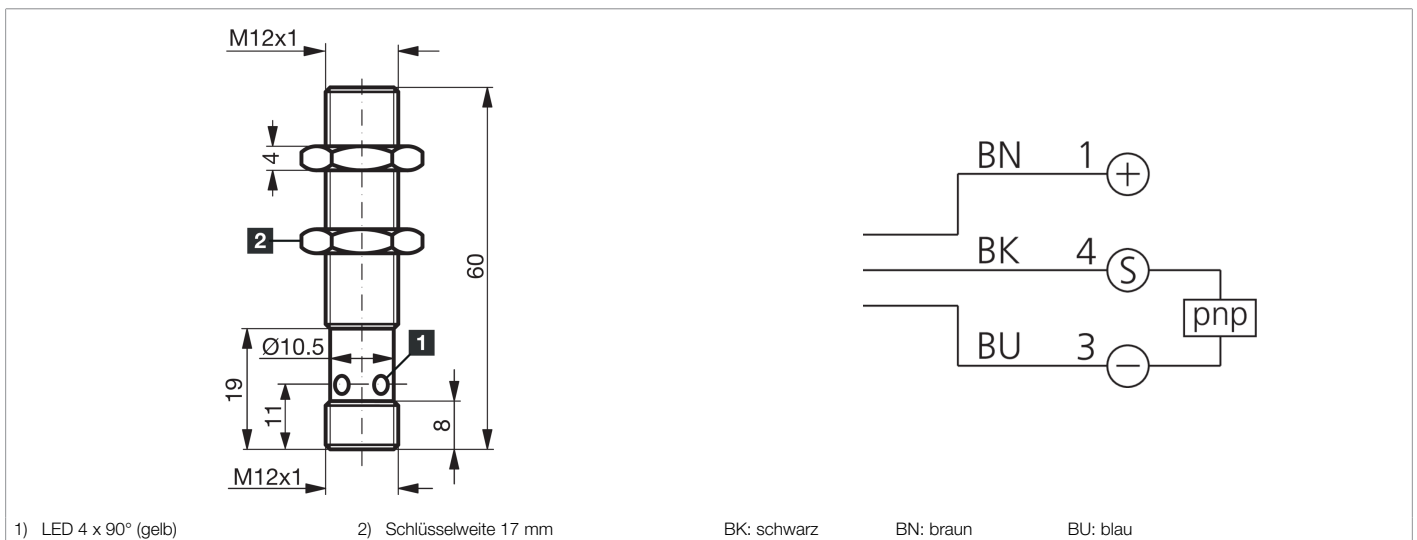 M12x1
4
2
60
Ø10.5
1
19
11
8
M12x1
BN 1 +
BK 4 S
pnp
BU 3 −
1) LED 4 x 90° (gelb) 2) Schlüsselweite 17 mm BK: schwarz BN: braun BU: blau